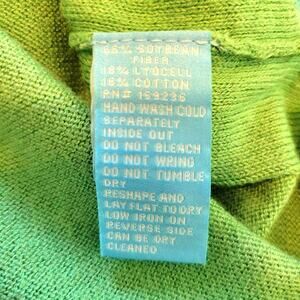 66% SOYBEAN
FIBER
18% LYOCELL
16% COTTON
RN# 159236
HAND WASH COLD
SEPARATELY
INSIDE OUT
DO NOT BLEACH
DO NOT WRING
DO NOT TUMBLE
DRY
RESHAPE AND
LAY FLAT TO DRY
LOW IRON ON
REVERSE SIDE
CAN BE DRY
CLEANED